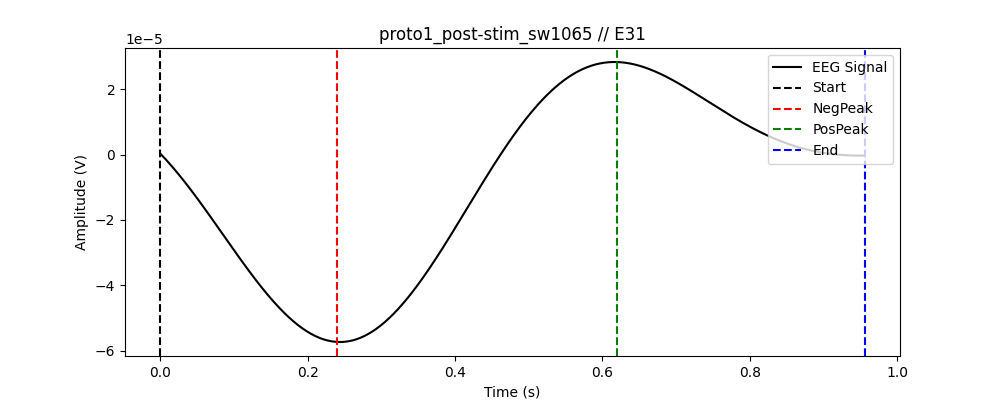 proto1_post-stim_sw1065 // E31
1e−5
2
0
−2
−4
−6
Amplitude (V)
0.0 0.2 0.4 0.6 0.8 1.0
Time (s)
EEG Signal
Start
NegPeak
PosPeak
End